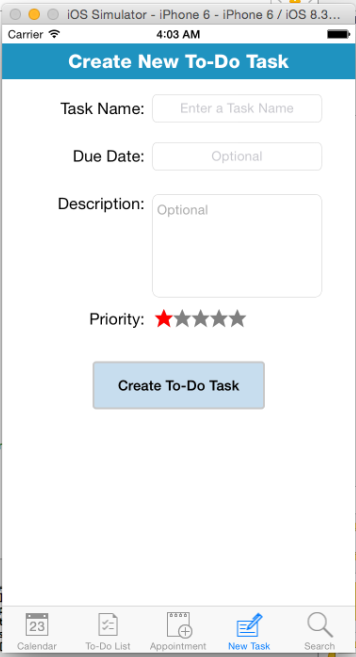 iOS Simulator - iPhone 6 - iPhone 6 / iOS 8.3...
Carrier 4:03 AM
Create New To-Do Task
Task Name: Enter a Task Name
Due Date: Optional
Description: Optional
Priority:
Create To-Do Task
23
Calendar To-Do List Appointment New Task Search